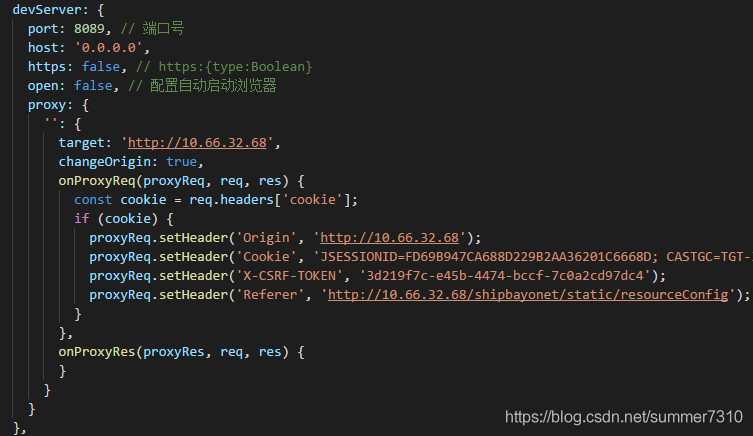 devServer: {
port: 8089, // 端口号
host: '0.0.0.0',
https: false, // https:{type:Boolean}
open: false, // 配置自动启动浏览器
proxy: {
'': {
target: 'http://10.66.32.68',
changeOrigin: true,
onProxyReq(proxyReq, req, res) {
const cookie = req.headers['cookie'];
if (cookie) {
proxyReq.setHeader('Origin', 'http://10.66.32.68');
proxyReq.setHeader('Cookie', 'JSESSIONID=FD69B947CA688D229B2AA36201C6668D; CASTGC=TGT-
proxyReq.setHeader('X-CSRF-TOKEN', '3d219f7c-e45b-4474-bccf-7c0a2cd97dc4');
proxyReq.setHeader('Referer', 'http://10.66.32.68/shipbayonet/static/resourceConfig');
}
},
onProxyRes(proxyRes, req, res) {
}
}
}
},
https://blog.csdn.net/summer7310